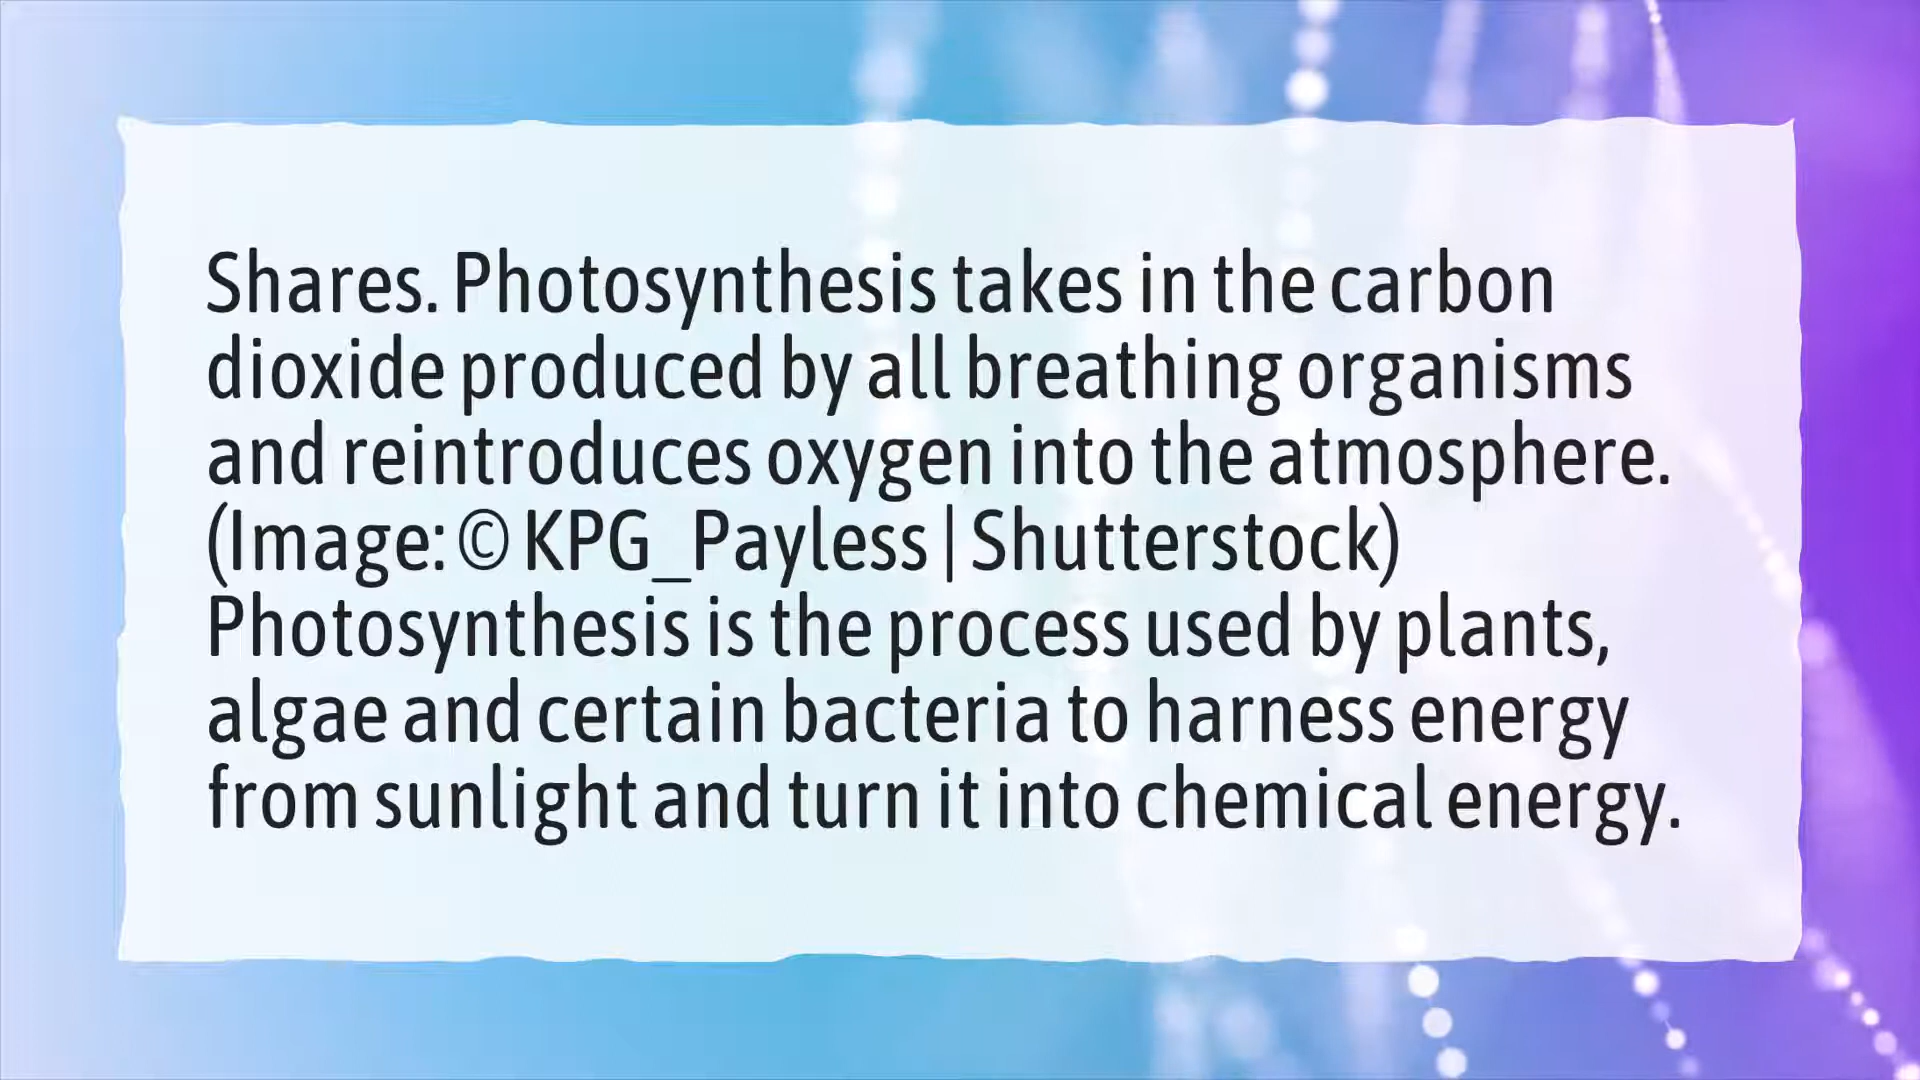 Shares. Photosynthesis takes in the carbon
dioxide produced by all breathing organisms
and reintroduces oxygen into the atmosphere.
(Image: © KPG_Payless | Shutterstock)
Photosynthesis is the process used by plants,
algae and certain bacteria to harness energy
from sunlight and turn it into chemical energy.